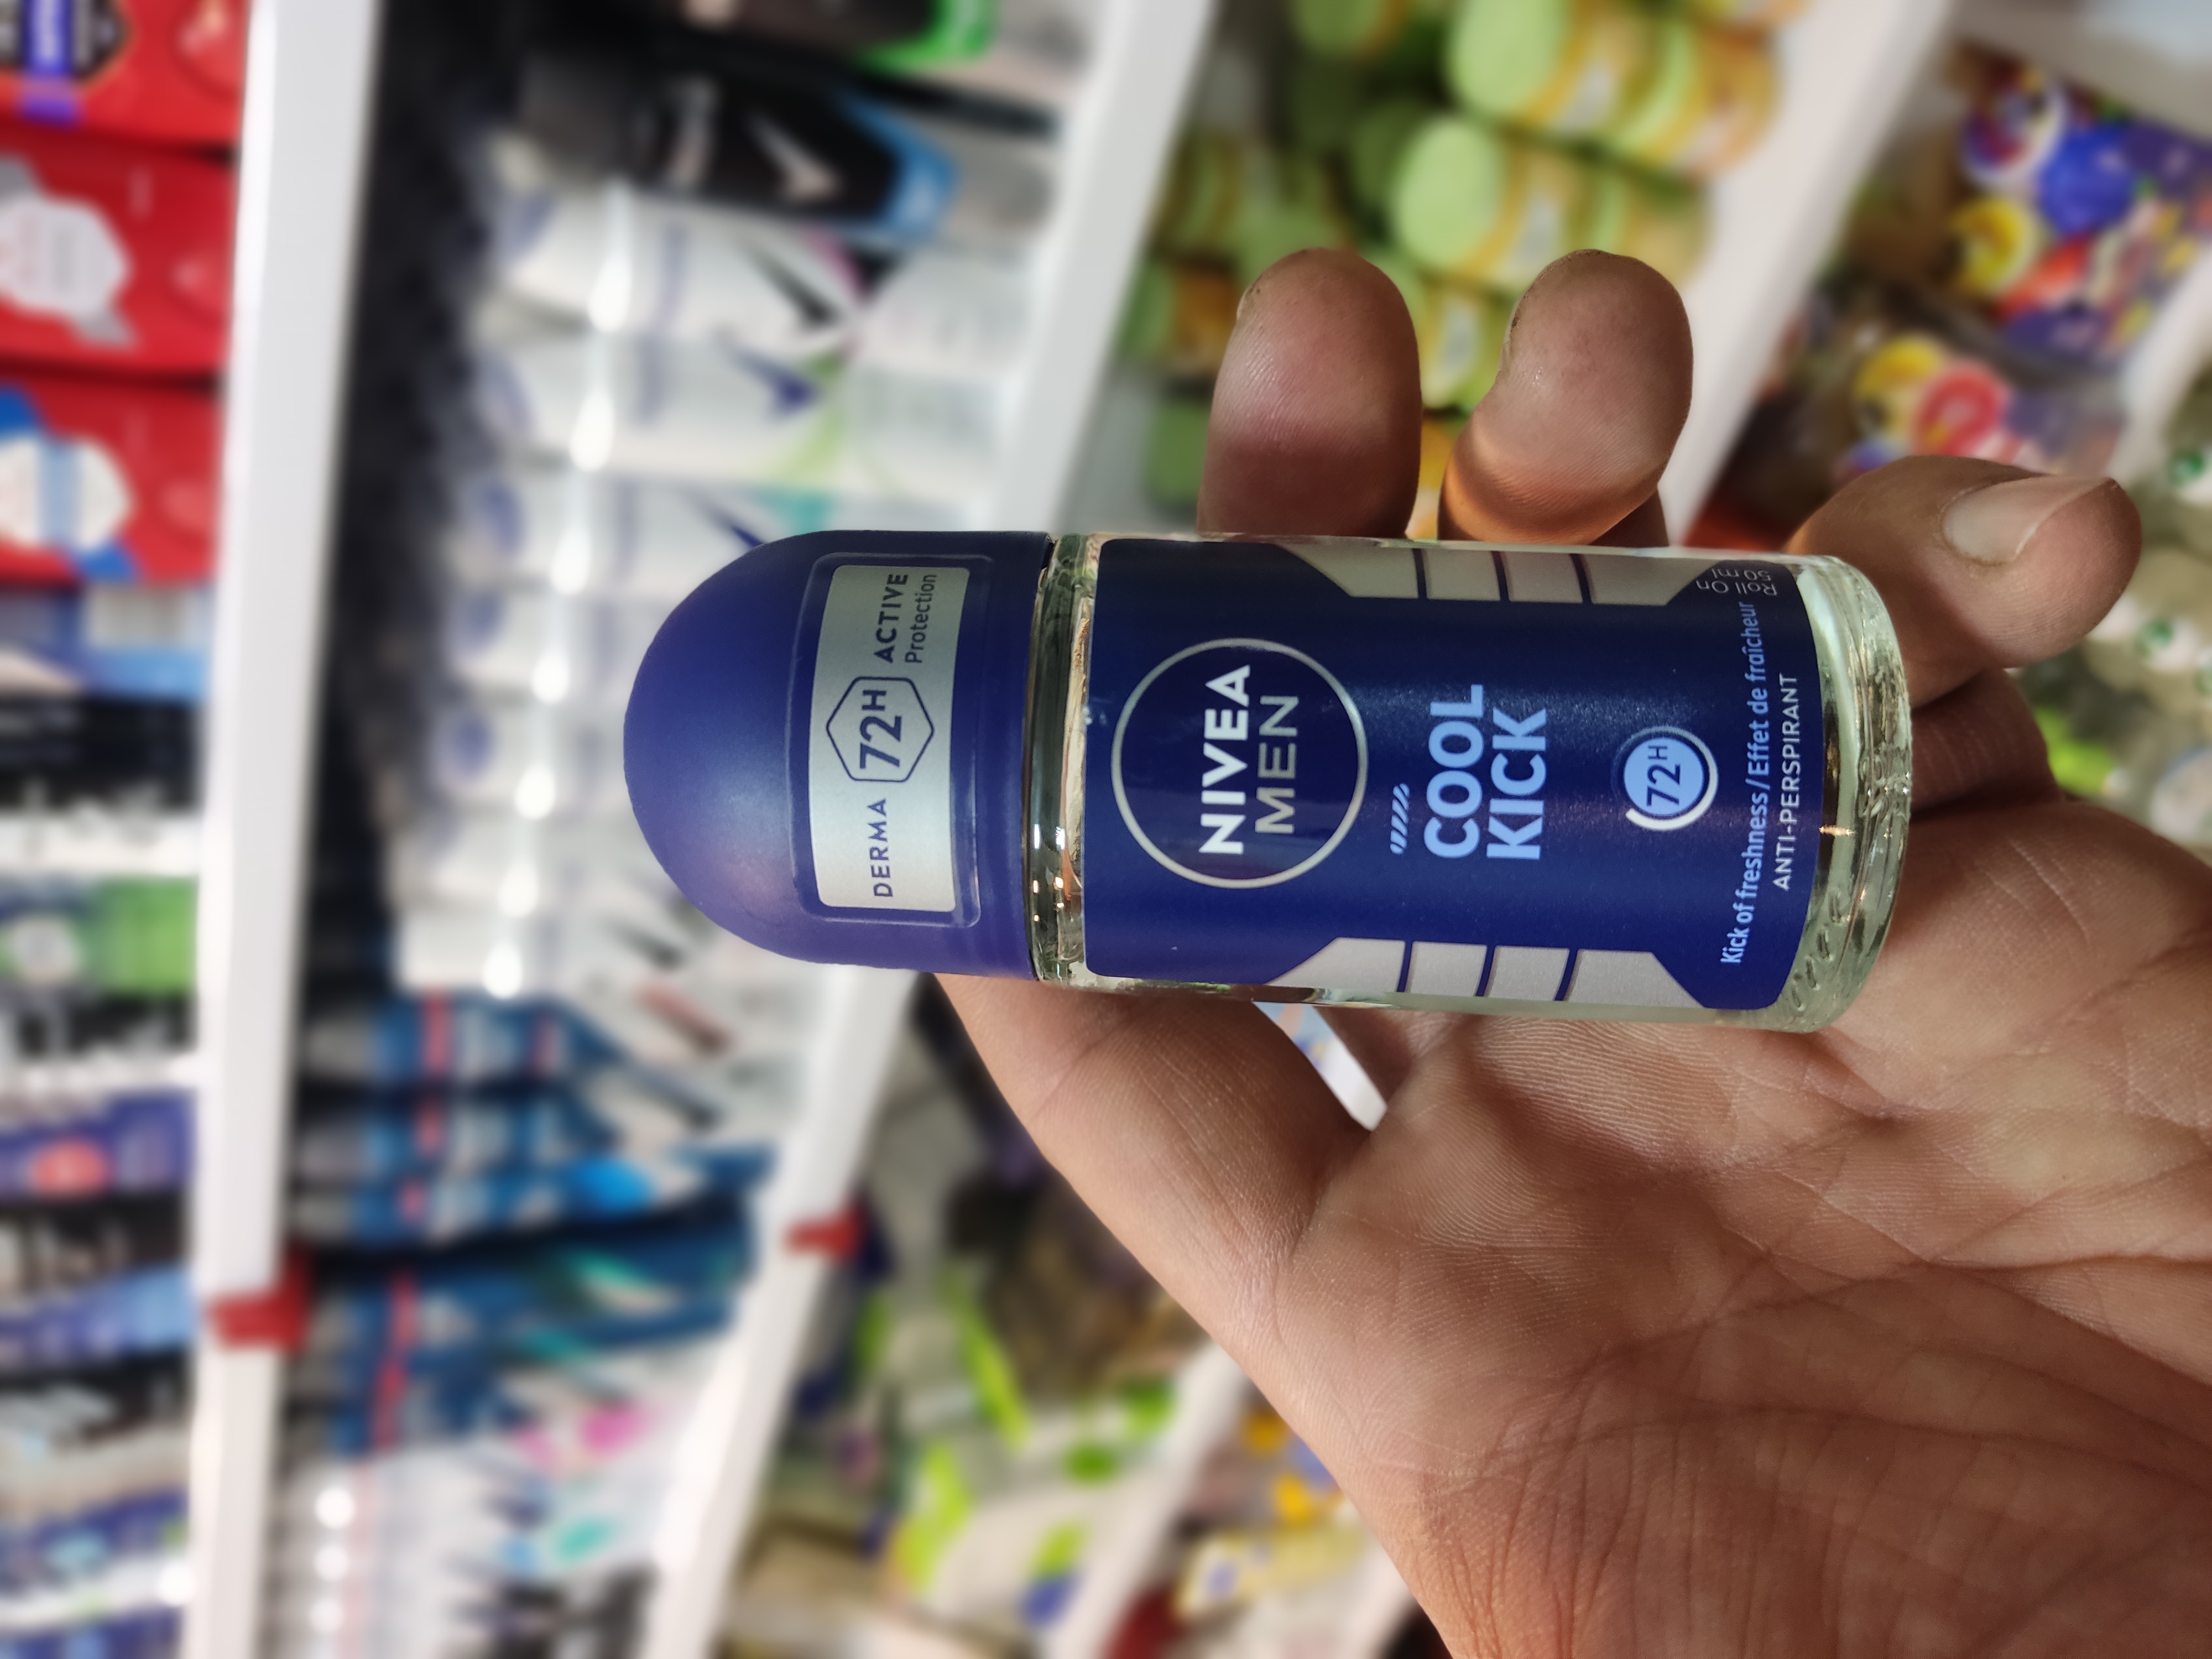 DERMA 72H ACTIVE
Protection
NIVEA
MEN
COOL
KICK
72H
Kick of freshness/Effet de fraîcheur
ANTI-PERSPIRANT
Roll On
50 ml